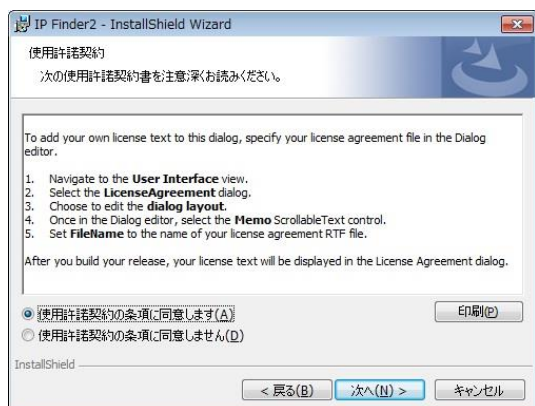 IP Finder2 - InstallShield Wizard
使用許諾契約
次の使用許諾契約書を注意深くお読みください。
To add your own license text to this dialog, specify your license agreement file in the Dialog
editor.
1. Navigate to the User Interface view.
2. Select the LicenseAgreement dialog.
3. Choose to edit the dialog layout.
4. Once in the Dialog editor, select the Memo ScrollableText control.
5. Set FileName to the name of your license agreement RTF file.
After you build your release, your license text will be displayed in the License Agreement dialog.
使用許諾契約の条項に同意します(A)
印刷(P)
使用許諾契約の条項に同意しません(D)
InstallShield
< 戻る(B)
次へ(N) >
キャンセル